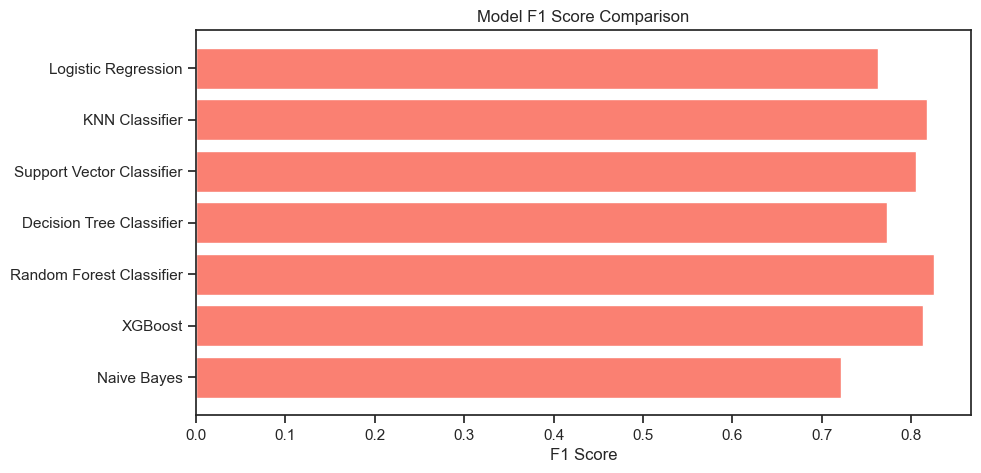 Model F1 Score Comparison
Logistic Regression
KNN Classifier
Support Vector Classifier
Decision Tree Classifier
Random Forest Classifier
XGBoost
Naive Bayes
0.0 0.1 0.2 0.3 0.4 0.5 0.6 0.7 0.8
F1 Score